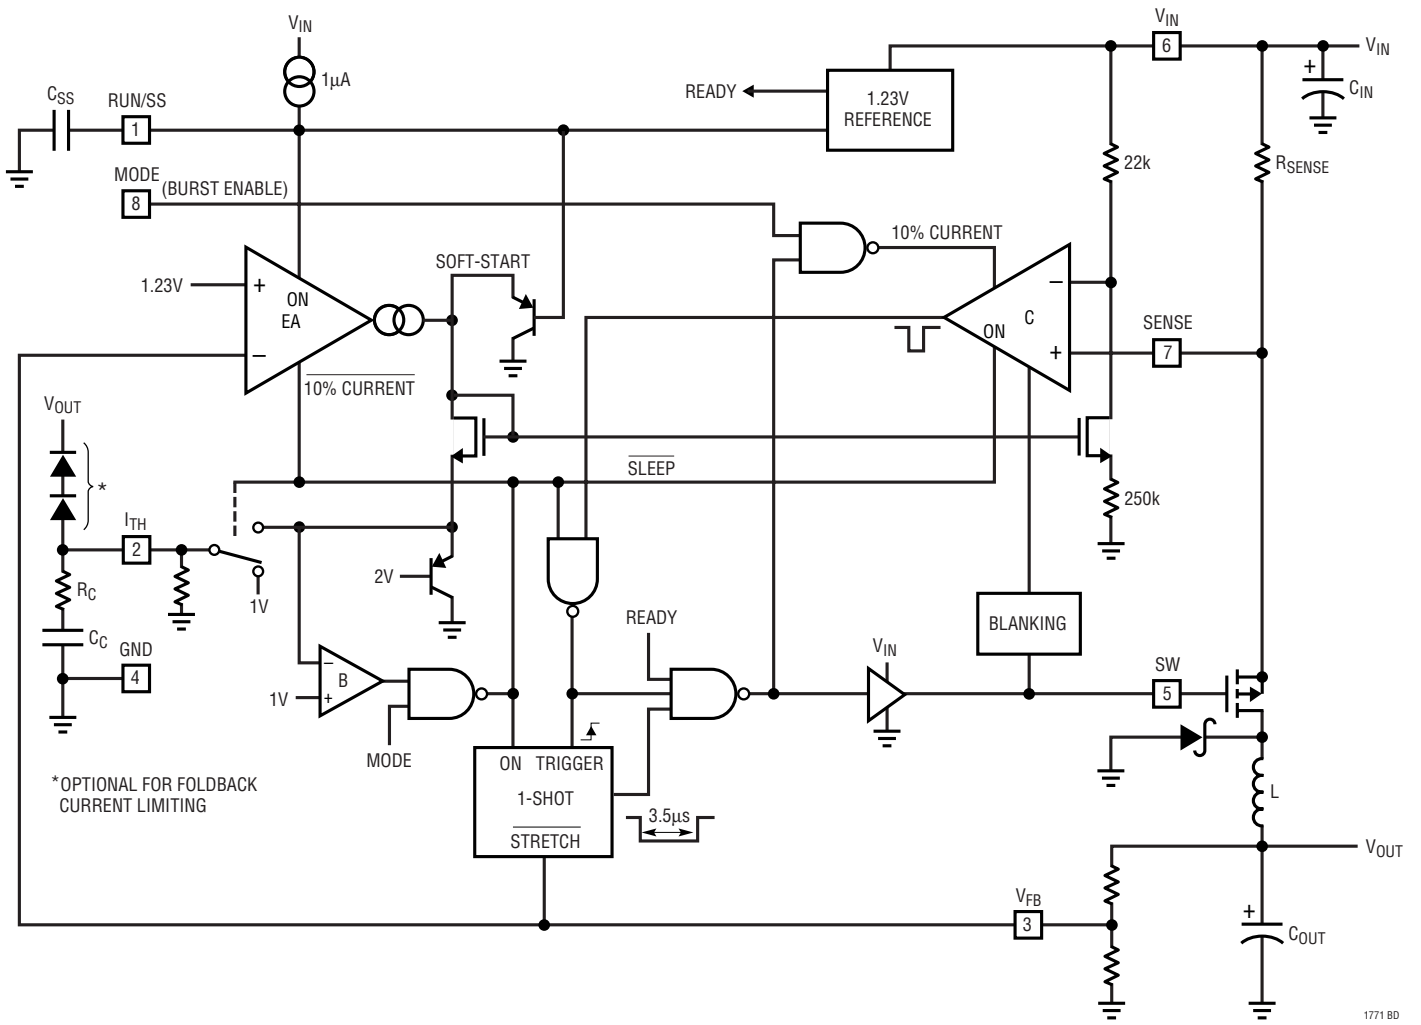 VIN
VIN
6
VIN
1µA
CSS
RUN/SS
1
READY
1.23V
REFERENCE
+
CIN
MODE
(BURST ENABLE)
8
22k
RSENSE
10% CURRENT
SOFT-START
1.23V
+
ON
EA
–
–
C
ON
+
SENSE
7
10% CURRENT
VOUT
*
SLEEP
250k
ITH
2
RC
1V
2V
CC
GND
4
READY
BLANKING
VIN
SW
5
–
B
1V
+
MODE
ON TRIGGER
1-SHOT
STRETCH
3.5µs
*OPTIONAL FOR FOLDBACK
CURRENT LIMITING
L
VOUT
VFB
3
+
COUT
1771 BD